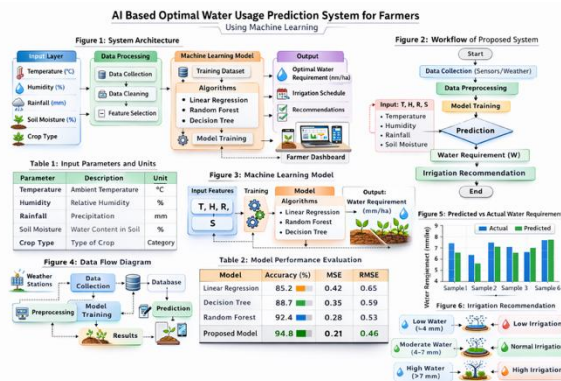 AI Based Optimal Water Usage Prediction System for Farmers
Using Machine Learning
Figure 1: System Architecture
Input Layer
Temperature (°C)
Humidity (%)
Rainfall (mm)
Soil Moisture (%)
Crop Type
Data Processing
Data Collection
Data Cleaning
Feature Selection
Machine Learning Model
Training Dataset
Algorithms
• Linear Regression
• Random Forest
• Decision Tree
Model Training
Output
Optimal Water
Requirement (mm/ha)
Irrigation Schedule
Recommendations
Farmer Dashboard
Figure 2: Workflow of Proposed System
Start
Data Collection (Sensors/Weather)
Data Preprocessing
Model Training
Input: T, H, R, S
• Temperature
• Humidity
• Rainfall
• Soil Moisture
Prediction
Water Requirement (W)
Irrigation Recommendation
End
Table 1: Input Parameters and Units
Parameter Description Unit
Temperature Ambient Temperature °C
Humidity Relative Humidity %
Rainfall Precipitation mm
Soil Moisture Water Content in Soil %
Crop Type Type of Crop Category
Figure 3: Machine Learning Model
Input Features
T, H, R,
S
Training
Model
Algorithms
• Linear Regression
• Random Forest
• Decision Tree
Output:
Water Requirement
(mm/ha)
Figure 4: Data Flow Diagram
Weather
Stations
Data
Collection
Database
Preprocessing
Model
Training
Prediction
Results
Table 2: Model Performance Evaluation
Model Accuracy (%) MSE RMSE
Linear Regression 85.2 0.42 0.65
Decision Tree 88.7 0.35 0.59
Random Forest 92.4 0.28 0.53
Proposed Model 94.8 0.21 0.46
Figure 5: Predicted vs Actual Water Requirement
Actual Predicted
8
6
4
2
0
Sample1 Sample 2 Sample 3 Sample 6
Figure 6: Irrigation Recommendation
Low Water
Low Irrigation
Moderate Water
(4–7 mm)
Normal Irrigation
High Water
(≥7 mm)
High Irrigation